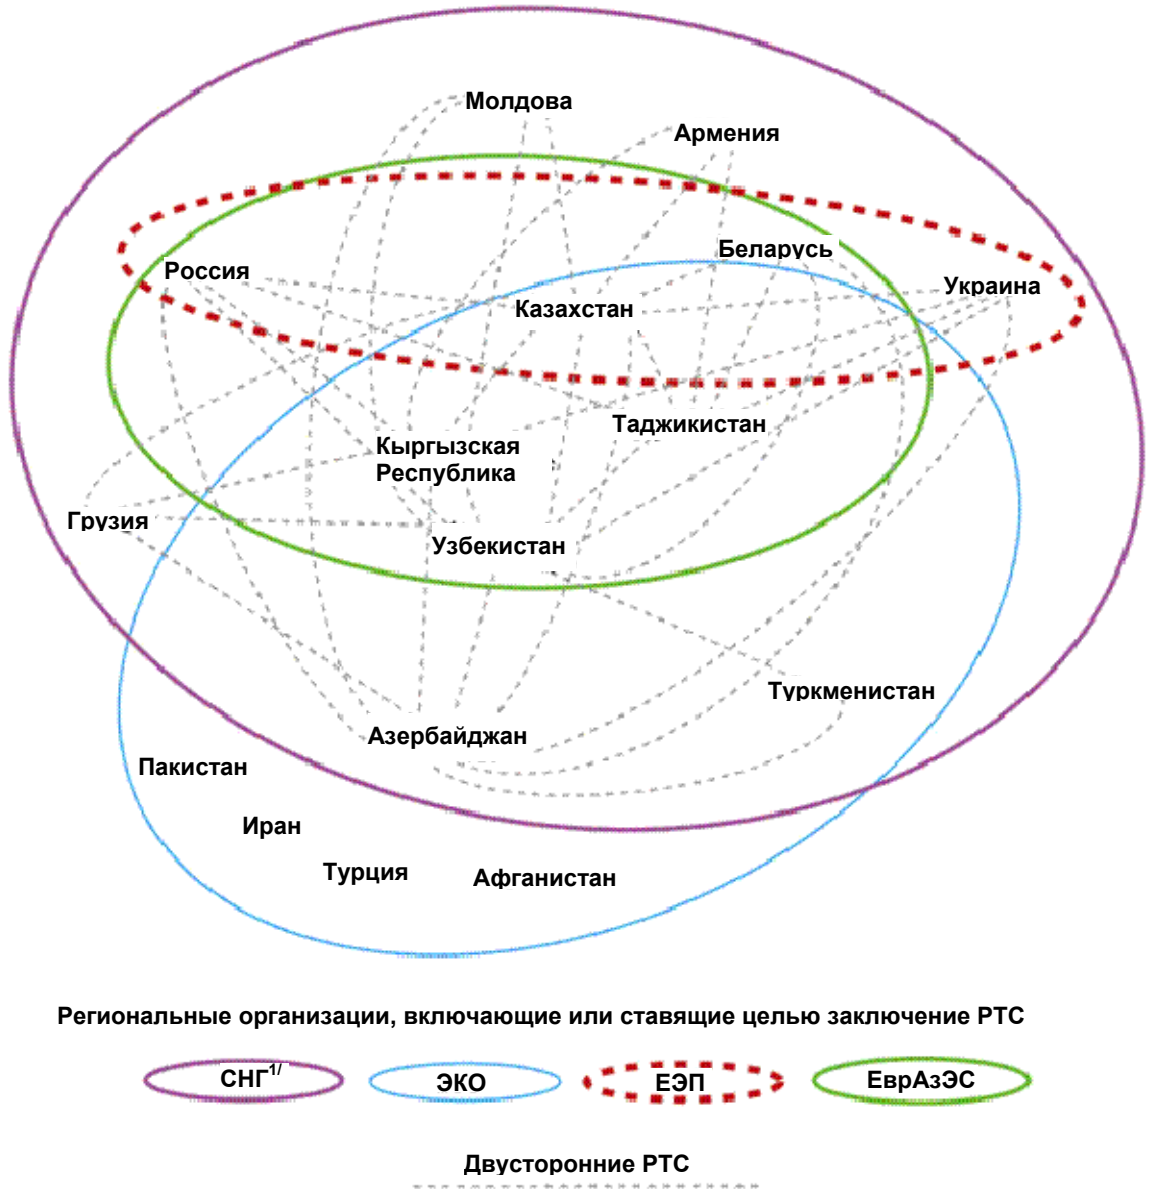 Молдова
Армения
Беларусь
Россия
Украина
Казахстан
Таджикистан
Кыргызская
Республика
Грузия
Узбекистан
Туркменистан
Азербайджан
Пакистан
Иран
Турция
Афганистан
Региональные организации, включающие или ставящие целью заключение РТС
СНГ1/ ЭКО ЕЭП ЕврАзЭС
Двусторонние РТС